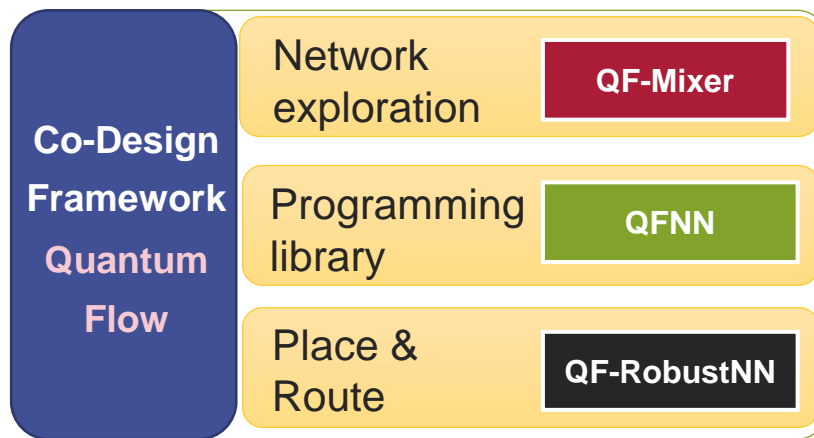 Co-Design
Framework
Quantum
Flow
Network
exploration
QF-Mixer
Programming
library
QFNN
Place &
Route
QF-RobustNN